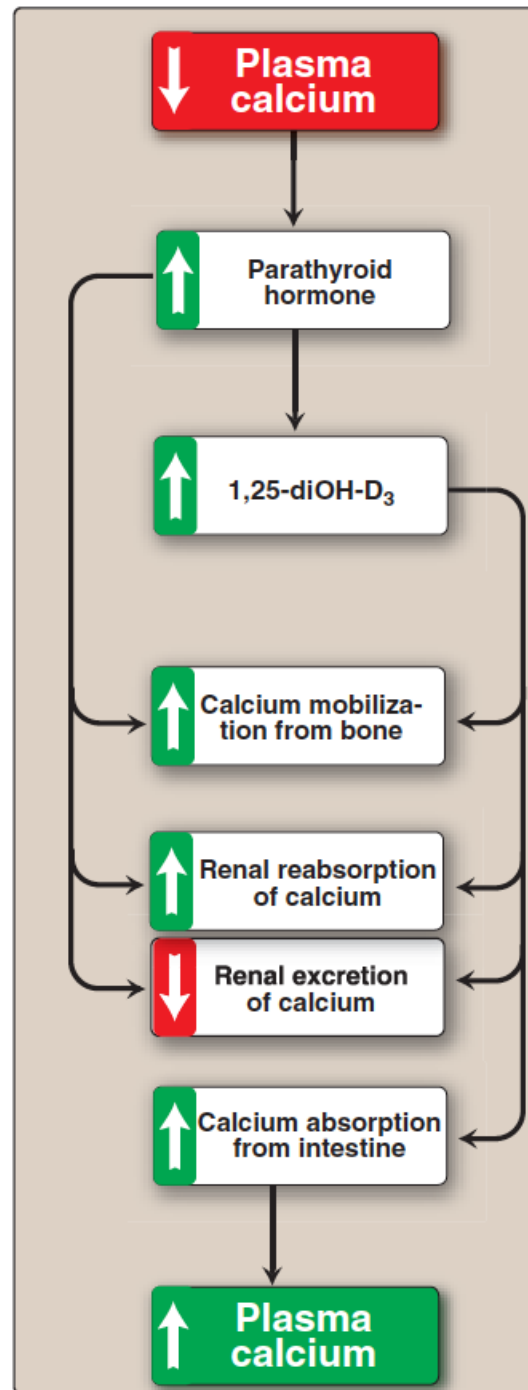 Plasma
calcium
Parathyroid
hormone
1,25-diOH-D₃
Calcium mobiliza-
tion from bone
Renal reabsorption
of calcium
Renal excretion
of calcium
Calcium absorption
from intestine
Plasma
calcium